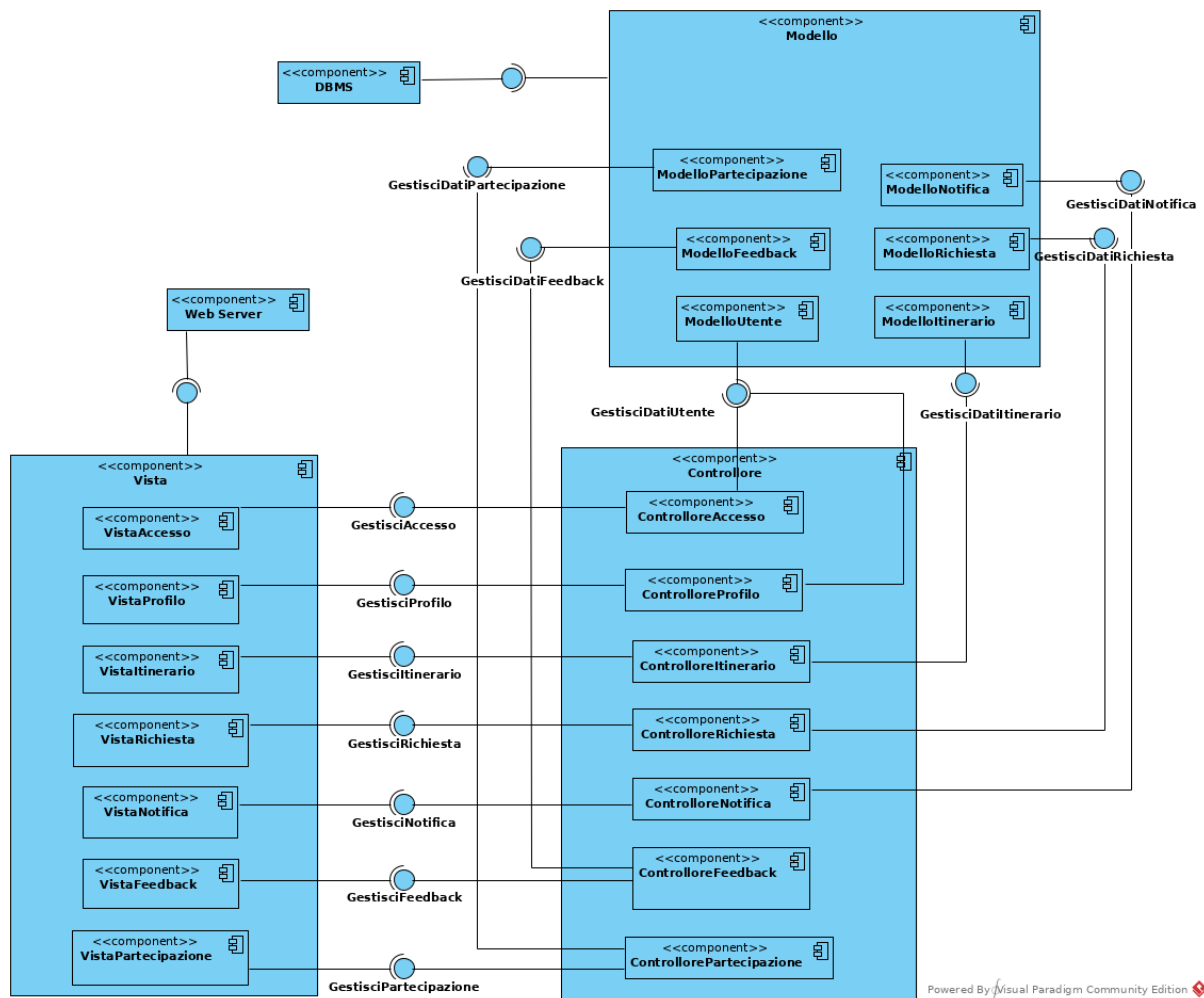 <<component>>
Modello
<<component>>
DBMS
<<component>>
ModelloPartecipazione
<<component>>
ModelloNotifica
GestisciDatiPartecipazione
GestisciDatiNotifica
<<component>>
ModelloFeedback
<<component>>
ModelloRichiesta
GestisciDatiRichiesta
GestisciDatiFeedback
<<component>>
Web Server
<<component>>
ModelloUtente
<<component>>
ModelloItinerario
GestisciDatiUtente
GestisciDatiItinerario
<<component>>
Vista
<<component>>
Controllore
<<component>>
VistaAccesso
GestisciAccesso
<<component>>
ControlloreAccesso
<<component>>
VistaProfilo
GestisciProfilo
<<component>>
ControlloreProfilo
<<component>>
VistaItinerario
GestisciItinerario
<<component>>
ControlloreItinerario
<<component>>
VistaRichiesta
GestisciRichiesta
<<component>>
ControlloreRichiesta
<<component>>
VistaNotifica
GestisciNotifica
<<component>>
ControlloreNotifica
<<component>>
VistaFeedback
GestisciFeedback
<<component>>
ControlloreFeedback
<<component>>
VistaPartecipazione
GestisciPartecipazione
<<component>>
ControllorePartecipazione
Powered By Visual Paradigm Community Edition